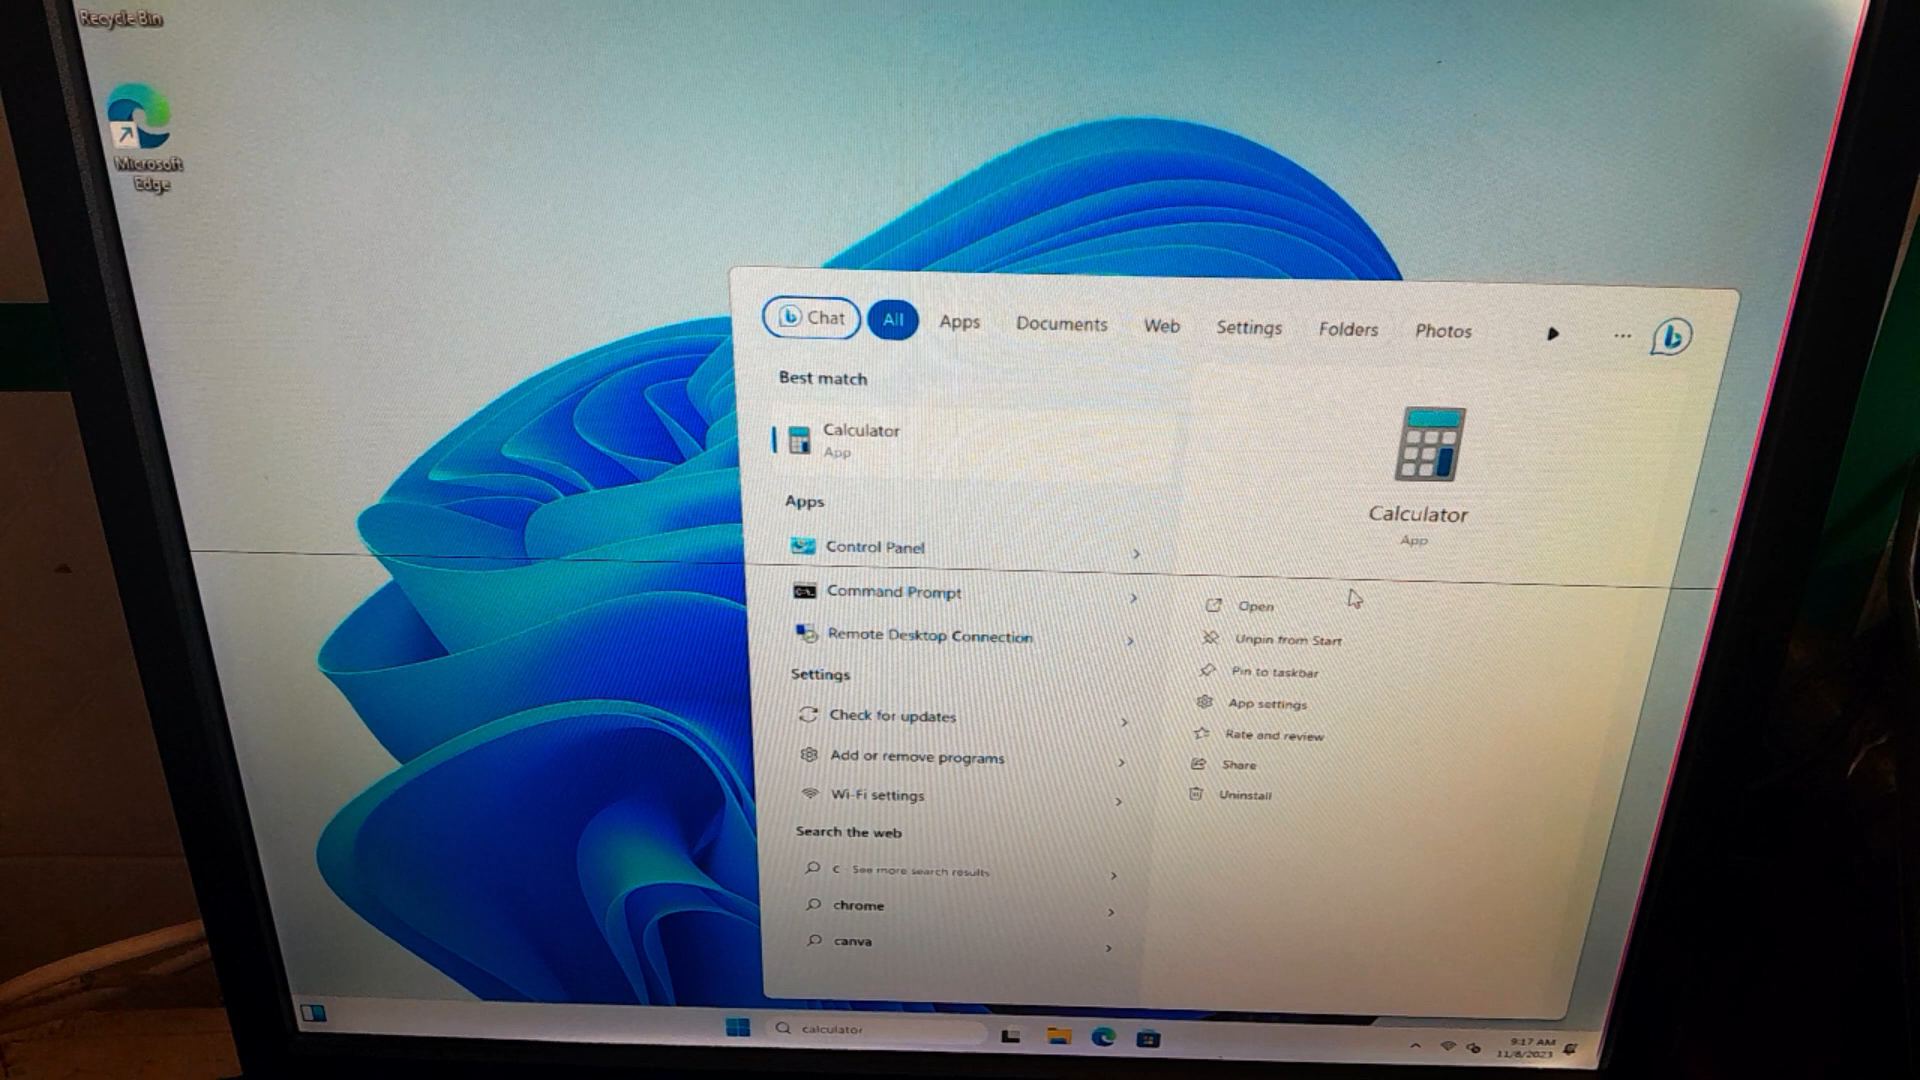 Recycle Bin
Microsoft
Edge
Chat
All
Apps
Documents
Web
Settings
Folders
Photos
Best match
Calculator
App
Apps
Control Panel
Command Prompt
Remote Desktop Connection
Settings
Check for updates
Add or remove programs
Wi-Fi settings
Search the web
c - See more search results
chrome
canva
Calculator
App
Open
Unpin from Start
Pin to taskbar
App settings
Rate and review
Share
Uninstall
calculator
9:17 AM
11/8/2023